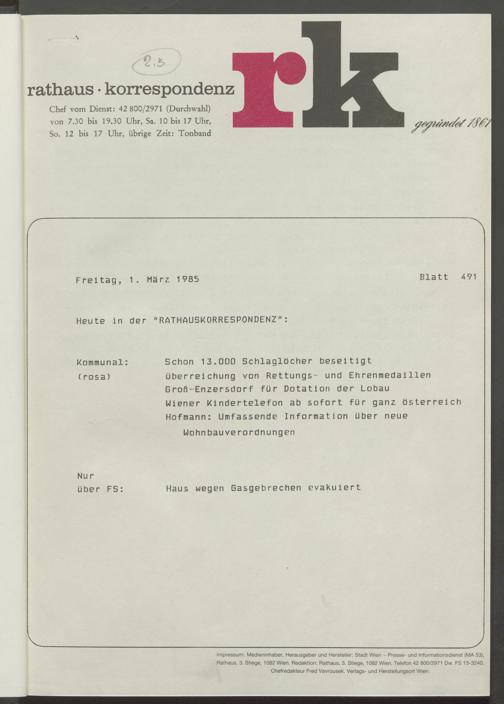 2,3
rathaus · korrespondenz
rk
gegründet 1861
Chef vom Dienst: 42 800/2971 (Durchwahl)
von 7.30 bis 19.30 Uhr, Sa. 10 bis 17 Uhr,
So. 12 bis 17 Uhr, übrige Zeit: Tonband
Freitag, 1. März 1985 Blatt 491
Heute in der "RATHAUSKORRESPONDENZ":
Kommunal: Schon 13.000 Schlaglöcher beseitigt
(rosa) überreichung von Rettungs- und Ehrenmedaillen
Groß-Enzersdorf für Dotation der Lobau
Wiener Kindertelefon ab sofort für ganz österreich
Hofmann: Umfassende Information über neue
Wohnbauverordnungen
Nur
über FS: Haus wegen Gasgebrechen evakuiert
Impressum: Medieninhaber, Herausgeber und Hersteller: Stadt Wien – Presse- und Informationsdienst (MA 53),
Rathaus, 3. Stiege, 1082 Wien. Redaktion: Rathaus, 3. Stiege, 1082 Wien. Telefon 42 800/2971 Dw. FS 13-3240.
Chefredakteur Fred Vavrousek. Verlags- und Herstellungsort Wien.